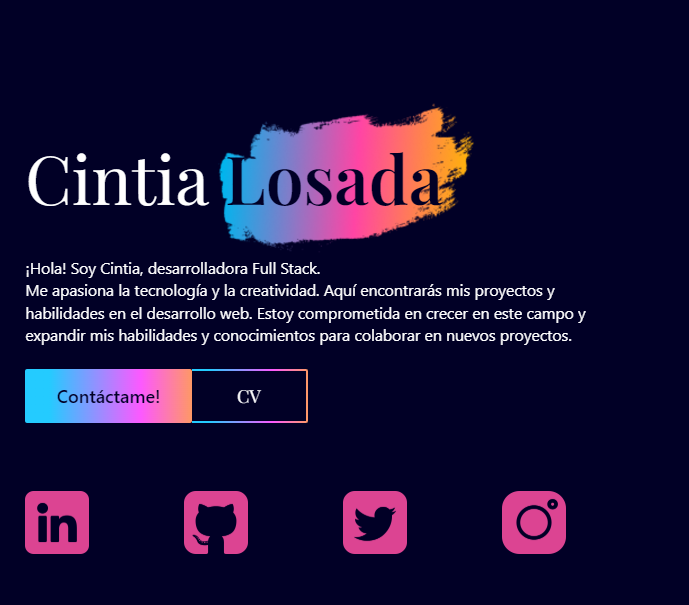 Cintia Losada
¡Hola! Soy Cintia, desarrolladora Full Stack.
Me apasiona la tecnología y la creatividad. Aquí encontrarás mis proyectos y
habilidades en el desarrollo web. Estoy comprometida en crecer en este campo y
expandir mis habilidades y conocimientos para colaborar en nuevos proyectos.
Contáctame! CV
in